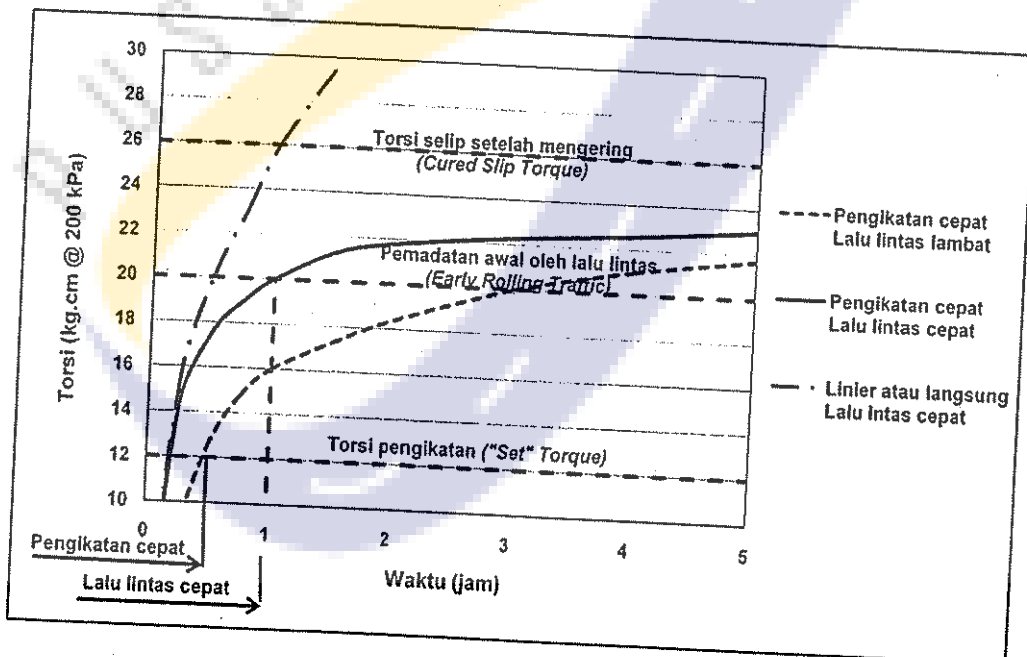 30
28
26
24
22
20
18
16
14
12
10
Torsi (kg.cm @ 200 kPa)
Torsi selip setelah mengering
(Cured Slip Torque)
Pemadatan awal oleh lalu lintas
(Early Rolling Traffic)
Torsi pengikatan ("Set" Torque)
0
1
2
3
4
5
Waktu (jam)
Pengikatan cepat
Lalu lintas cepat
Pengikatan cepat
Lalu lintas lambat
Pengikatan cepat
Lalu lintas cepat
Linier atau langsung
Lalu lintas cepat